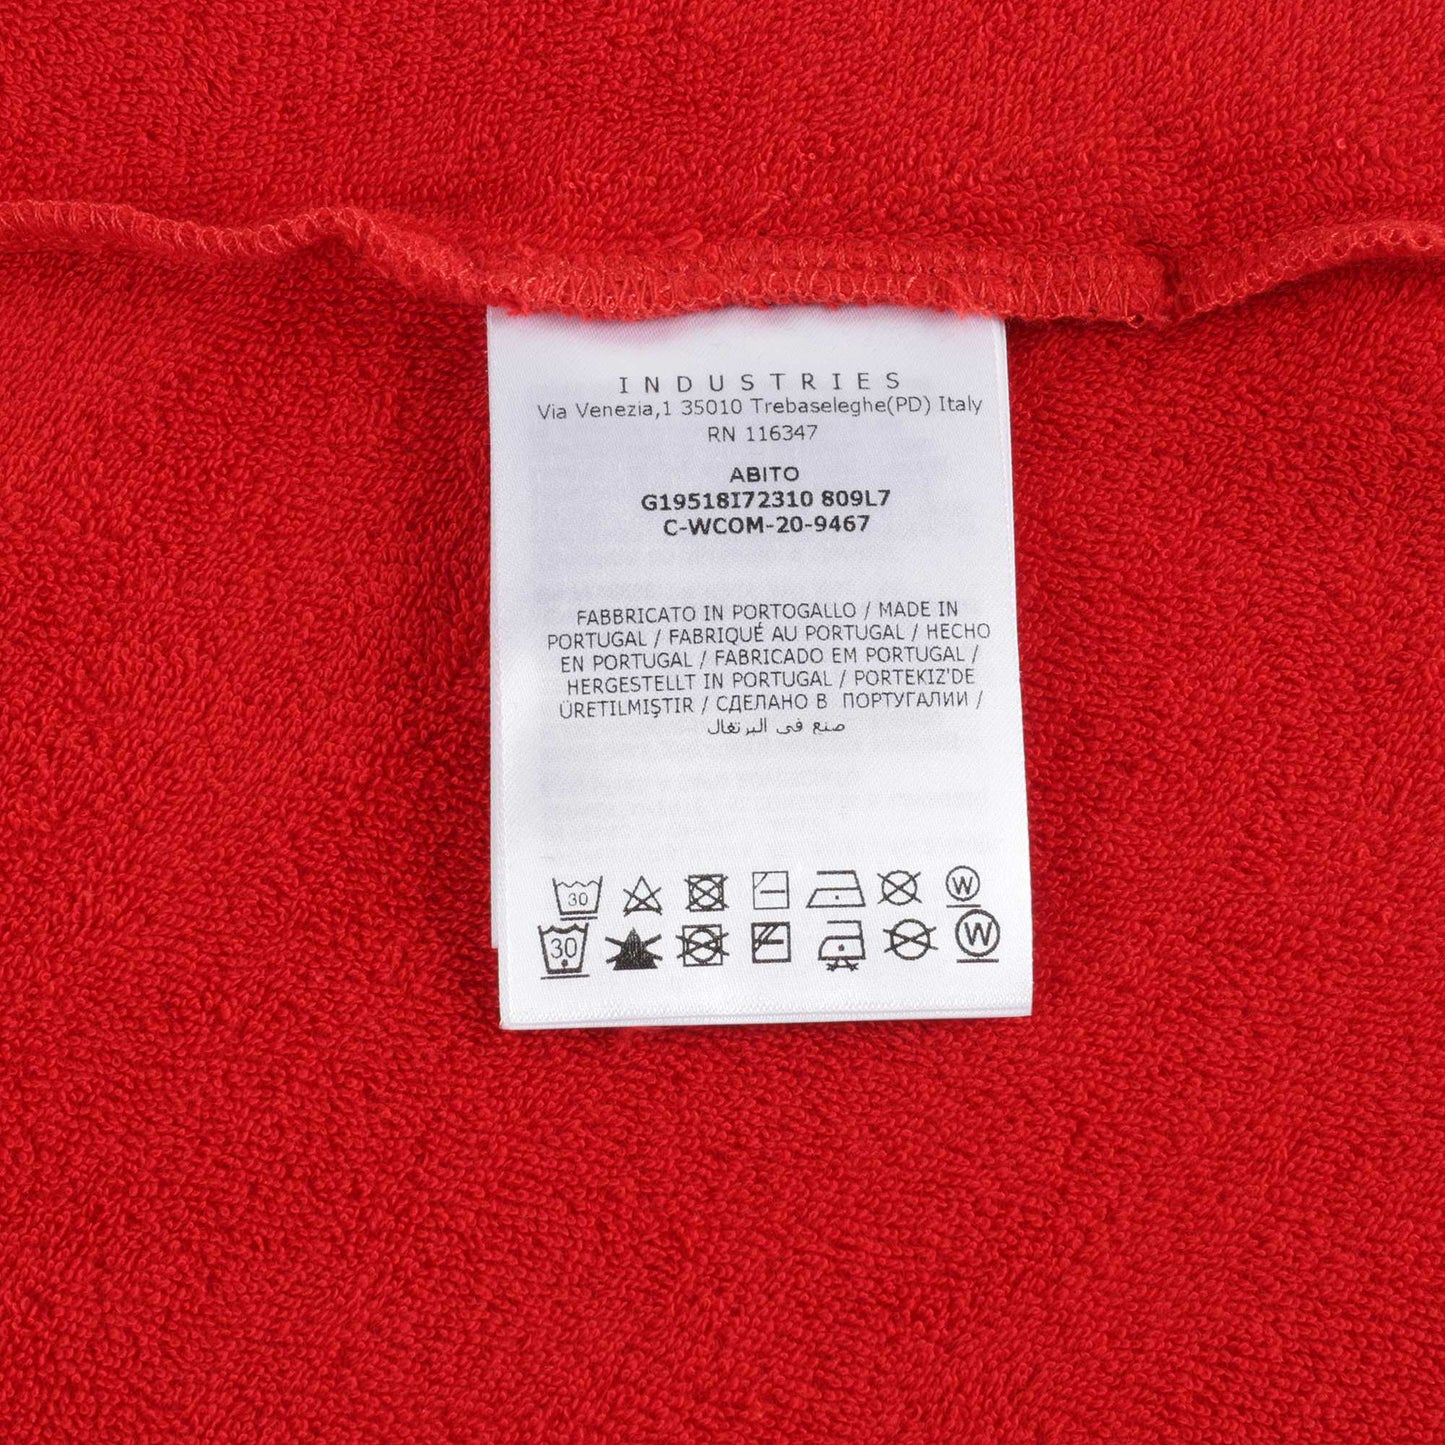 INDUSTRIES
Via Venezia,1 35010 Trebaseleghe(PD) Italy
RN 116347
ABITO
G19518I72310 809L7
C-WCOM-20-9467
FABBRICATO IN PORTOGALLO / MADE IN
PORTUGAL / FABRIQUÉ AU PORTUGAL / HECHO
EN PORTUGAL / FABRICADO EM PORTUGAL /
HERGESTELLT IN PORTUGAL / PORTEKIZ'DE
ÜRETILMIŞTIR / СДЕЛАНО В ПОРТУГАЛИИ /
صنع في البرتغال
30 W
30 W